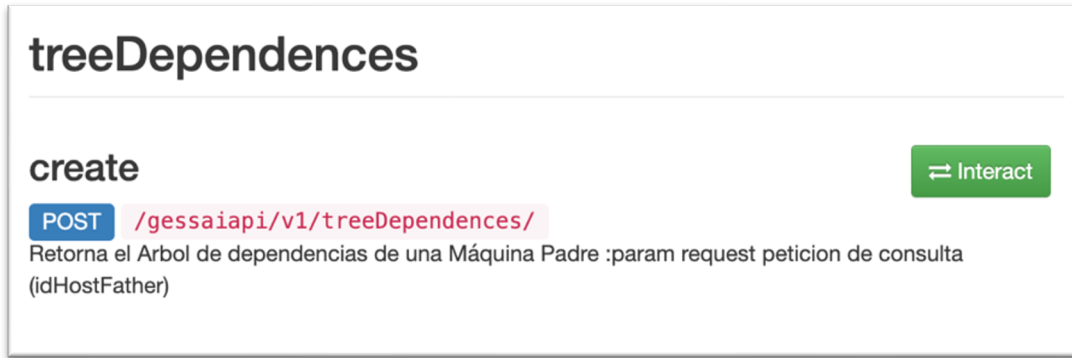 treeDependences
create
Interact
POST /gessaiapi/v1/treeDependences/
Retorna el Arbol de dependencias de una Máquina Padre :param request peticion de consulta
(idHostFather)